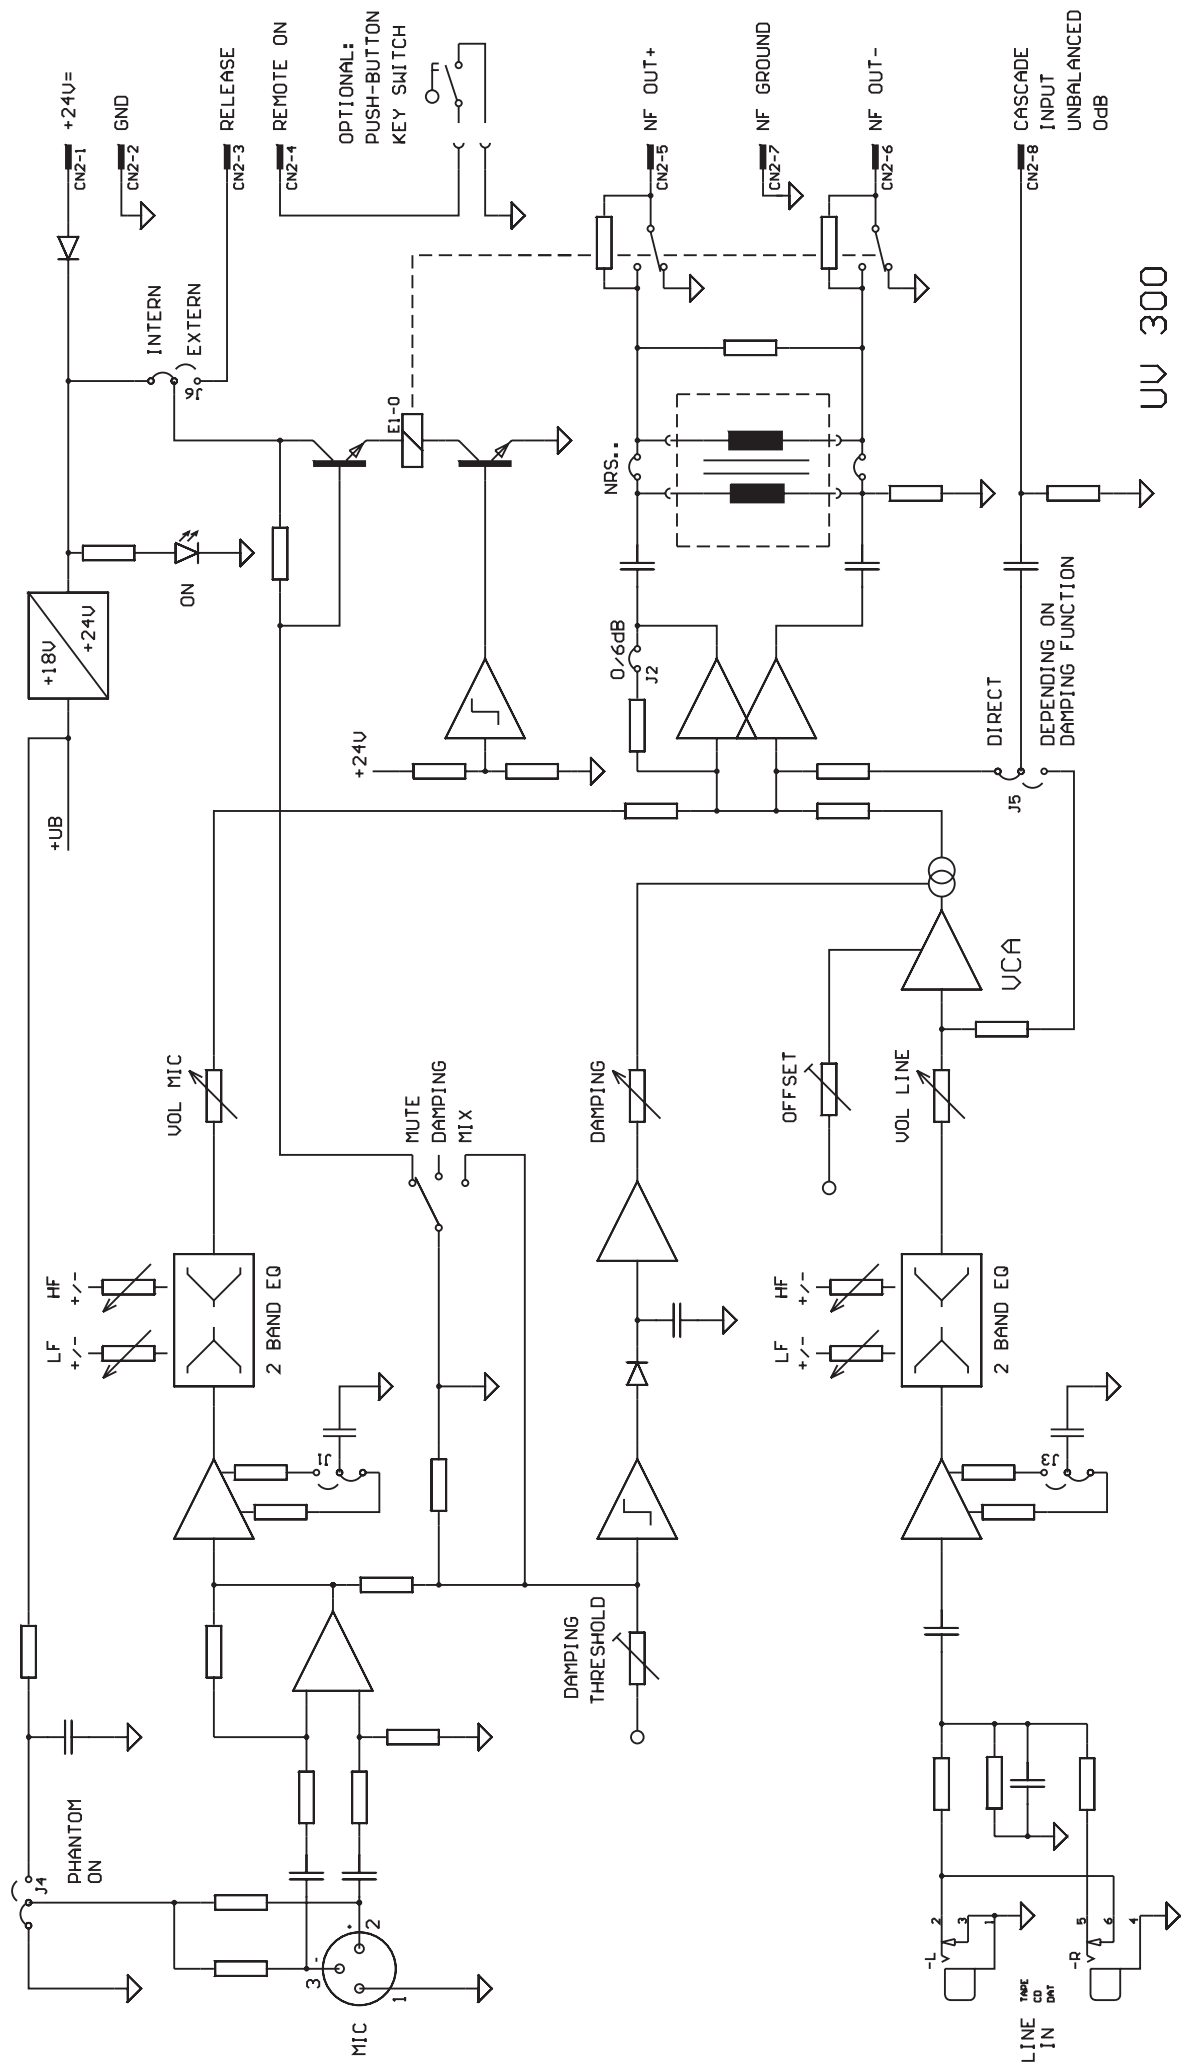 PHANTOM
ON
J4
+UB
+18V
+24V
ON
CN2-1
+24V=
CN2-2
GND
INTERN
EXTERN
J6
CN2-3
RELEASE
CN2-4
REMOTE ON
OPTIONAL:
PUSH-BUTTON
KEY SWITCH
LF
+/-
HF
+/-
2 BAND EQ
VOL MIC
J1
MIC
3
-
•
2
1
MUTE
DAMPING
MIX
+24V
E1-0
DAMPING
THRESHOLD
DAMPING
0/6dB
J2
NRS..
CN2-5
NF OUT+
CN2-7
NF GROUND
CN2-6
NF OUT-
LF
+/-
HF
+/-
2 BAND EQ
OFFSET
VOL LINE
VCA
J3
DIRECT
J5
DEPENDING ON
DAMPING FUNCTION
CN2-8
CASCADE
INPUT
UNBALANCED
0dB
-L
2
3
1
LINE
IN
TAPE
CD
DAT
-R
5
6
4
UV 300